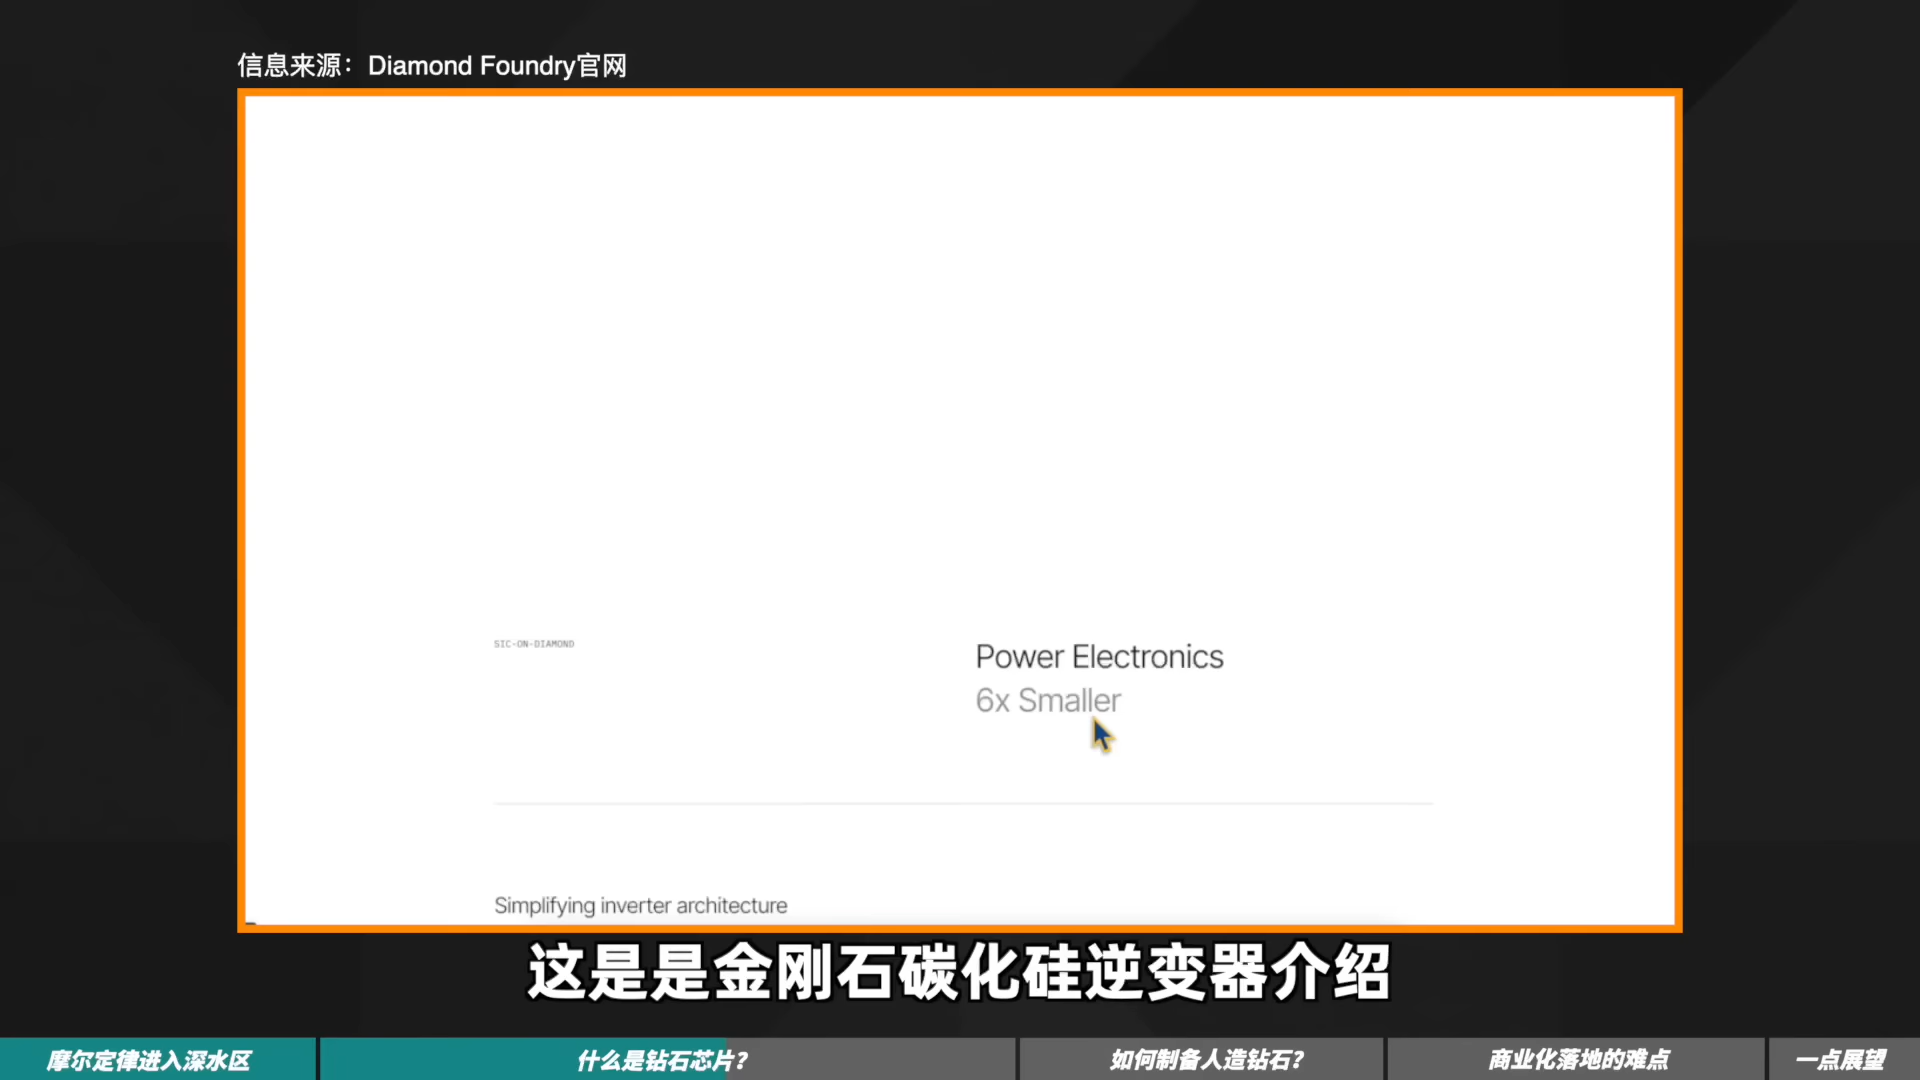 信息来源：Diamond Foundry官网
SIC-ON-DIAMOND
Power Electronics
6x Smaller
Simplifying inverter architecture
这是是金刚石碳化硅逆变器介绍
摩尔定律进入深水区
什么是钻石芯片？
如何制备人造钻石？
商业化落地的难点
一点展望